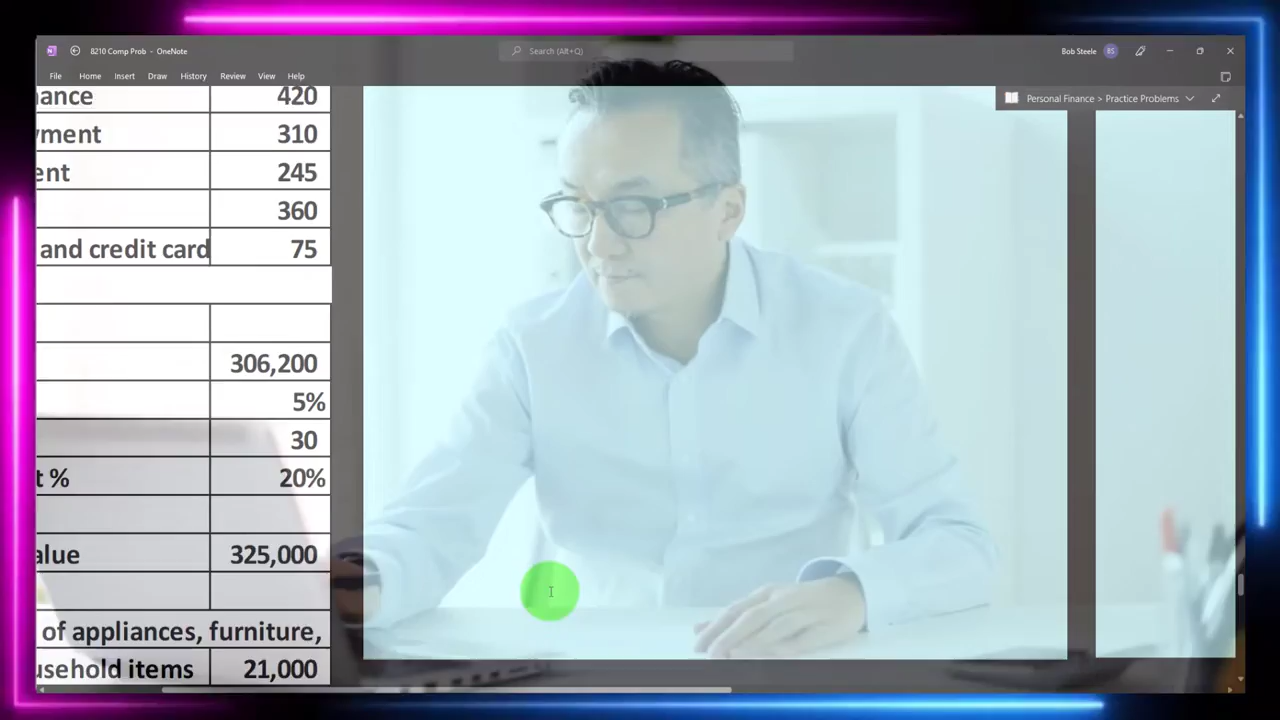 8210 Comp Prob - OneNote
Search (Alt+Q)
Bob Steele
BS
File Home Insert Draw History Review View Help
Personal Finance > Practice Problems
ance 420
yment 310
ent 245
360
and credit card 75
306,200
5%
30
t % 20%
alue 325,000
of appliances, furniture,
usehold items 21,000